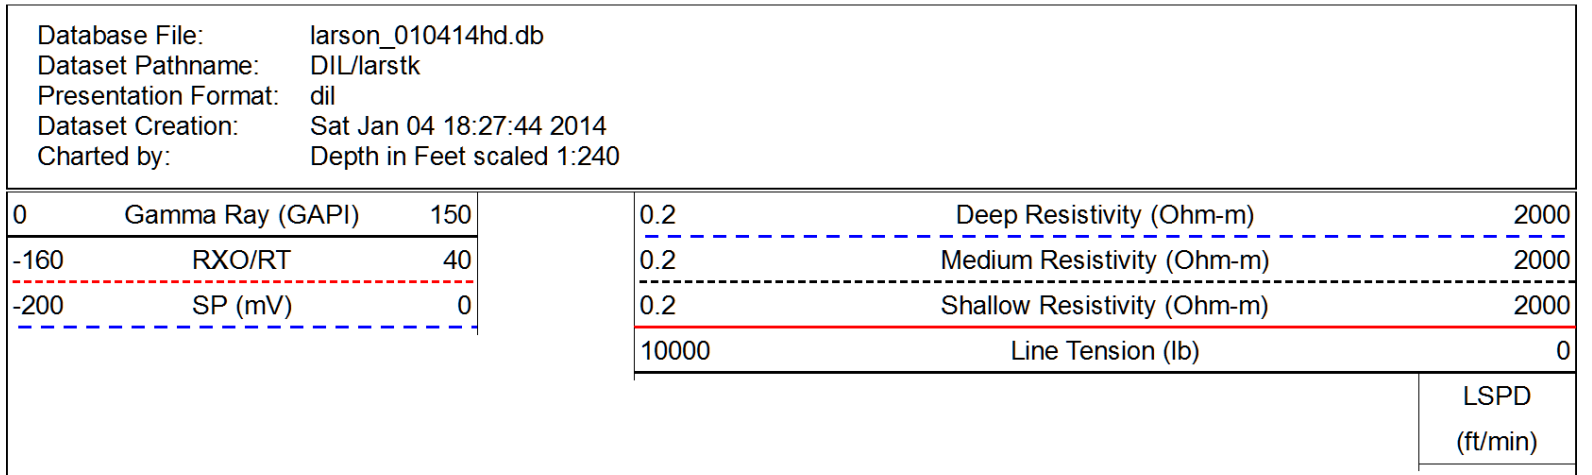 Database File: larson_010414hd.db
Dataset Pathname: DIL/larstk
Presentation Format: dil
Dataset Creation: Sat Jan 04 18:27:44 2014
Charted by: Depth in Feet scaled 1:240
0 Gamma Ray (GAPI) 150
-160 RXO/RT 40
-200 SP (mV) 0
0.2 Deep Resistivity (Ohm-m) 2000
0.2 Medium Resistivity (Ohm-m) 2000
0.2 Shallow Resistivity (Ohm-m) 2000
10000 Line Tension (lb) 0
LSPD
(ft/min)